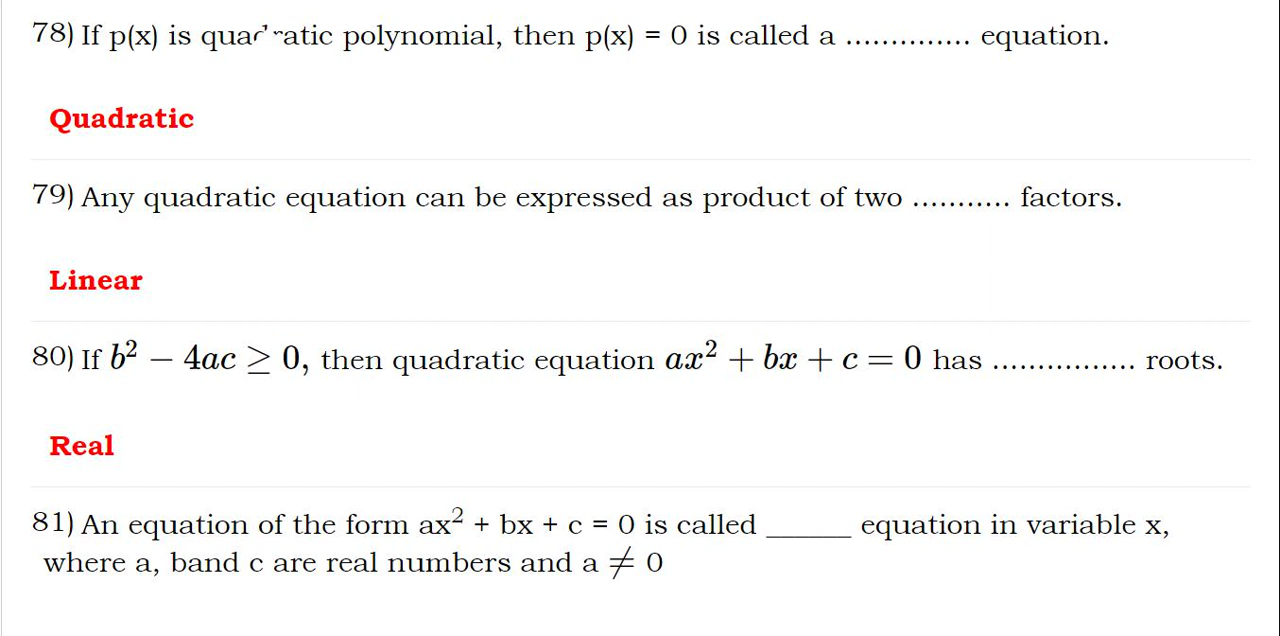 78) If p(x) is quadratic polynomial, then p(x) = 0 is called a .............. equation.
Quadratic
79) Any quadratic equation can be expressed as product of two ........... factors.
Linear
80) If b² − 4ac ≥ 0, then quadratic equation ax² + bx + c = 0 has ................ roots.
Real
81) An equation of the form ax² + bx + c = 0 is called ______ equation in variable x,
where a, band c are real numbers and a ≠ 0